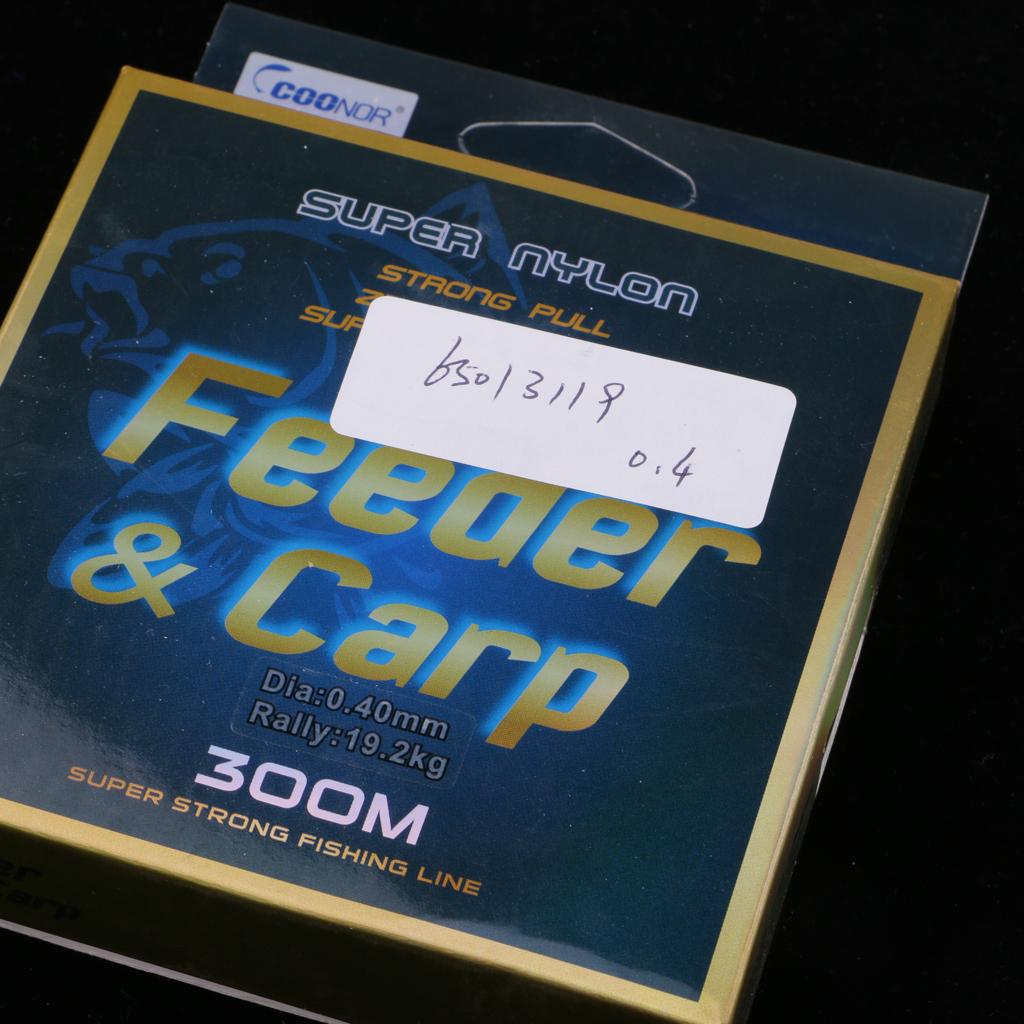 COONOR®
SUPER NYLON
STRONG PULL
65013119
0.4
Feeder
& Carp
Dia:0.40mm
Rally:19.2kg
300M
SUPER STRONG FISHING LINE